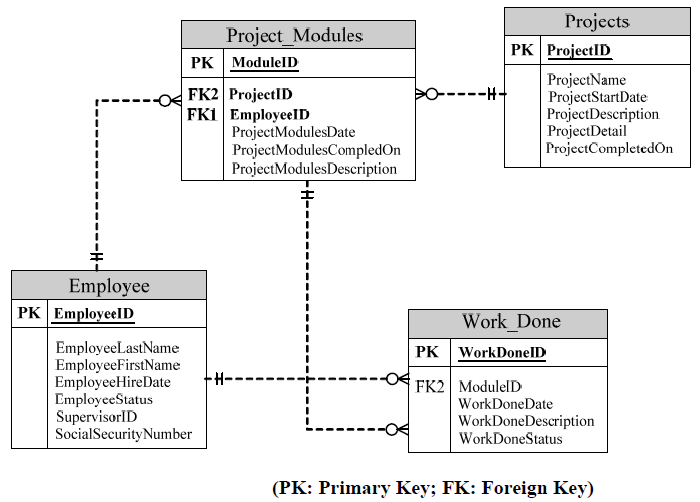 Project_Modules
PK ModuleID
FK2 ProjectID
FK1 EmployeeID
ProjectModulesDate
ProjectModulesCompledOn
ProjectModulesDescription
Projects
PK ProjectID
ProjectName
ProjectStartDate
ProjectDescription
ProjectDetail
ProjectCompletedOn
Employee
PK EmployeeID
EmployeeLastName
EmployeeFirstName
EmployeeHireDate
EmployeeStatus
SupervisorID
SocialSecurityNumber
Work_Done
PK WorkDoneID
FK2 ModuleID
WorkDoneDate
WorkDoneDescription
WorkDoneStatus
(PK: Primary Key; FK: Foreign Key)